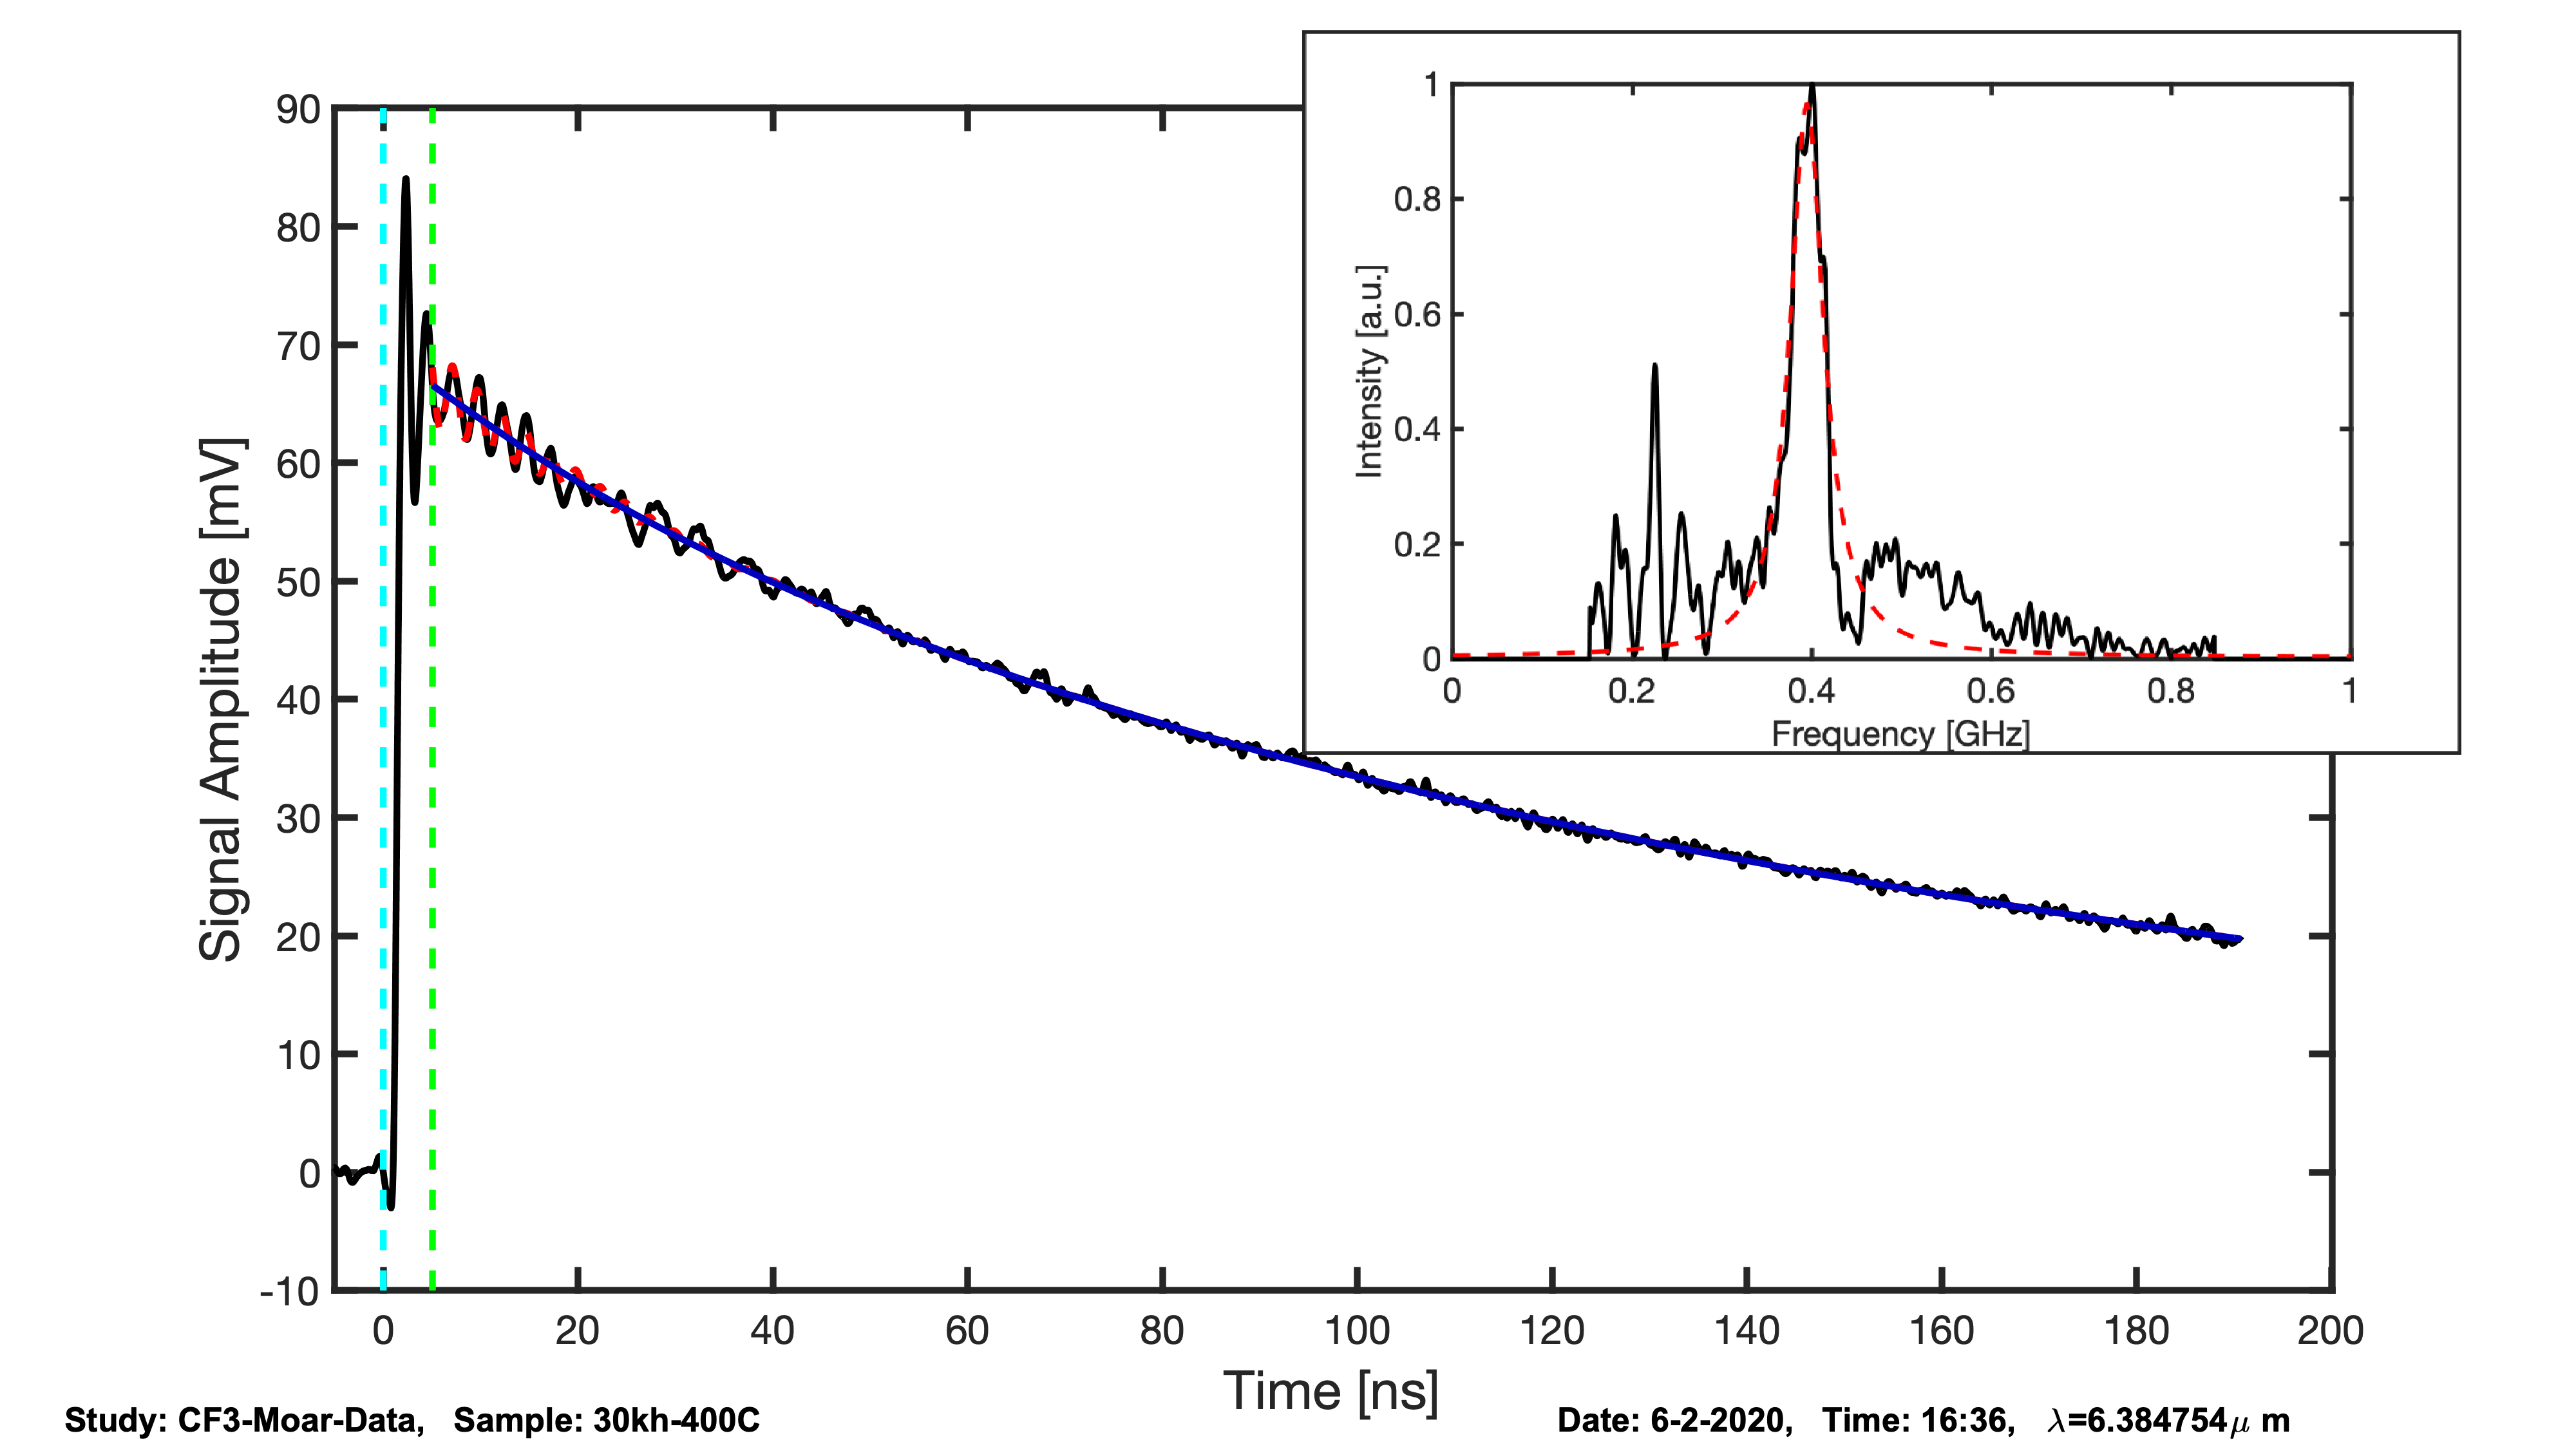 90
80
70
60
50
40
30
20
10
0
-10
Signal Amplitude [mV]
0 20 40 60 80 100 120 140 160 180 200
Time [ns]
1
0.8
0.6
0.4
0.2
0
Intensity [a.u.]
0 0.2 0.4 0.6 0.8 1
Frequency [GHz]
Study: CF3-Moar-Data, Sample: 30kh-400C
Date: 6-2-2020, Time: 16:36, λ=6.384754μ m